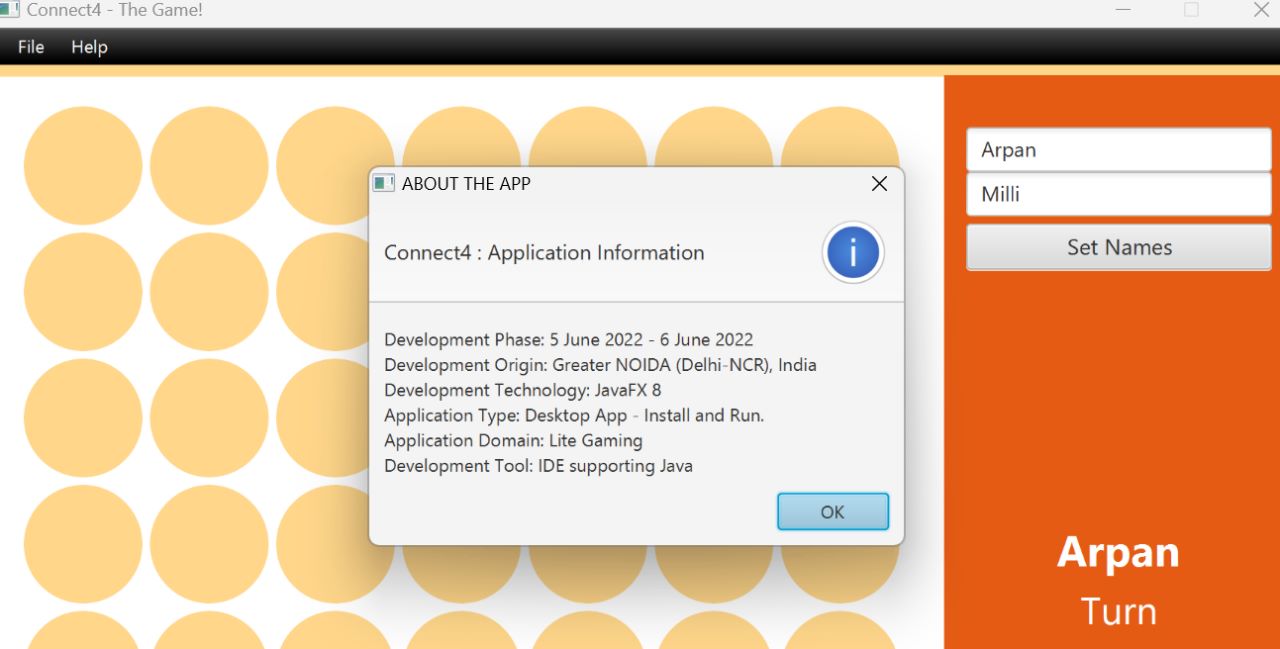 Connect4 - The Game!
File Help
Arpan
Milli
Set Names
ABOUT THE APP
Connect4 : Application Information
i
Development Phase: 5 June 2022 - 6 June 2022
Development Origin: Greater NOIDA (Delhi-NCR), India
Development Technology: JavaFX 8
Application Type: Desktop App - Install and Run.
Application Domain: Lite Gaming
Development Tool: IDE supporting Java
OK
Arpan
Turn